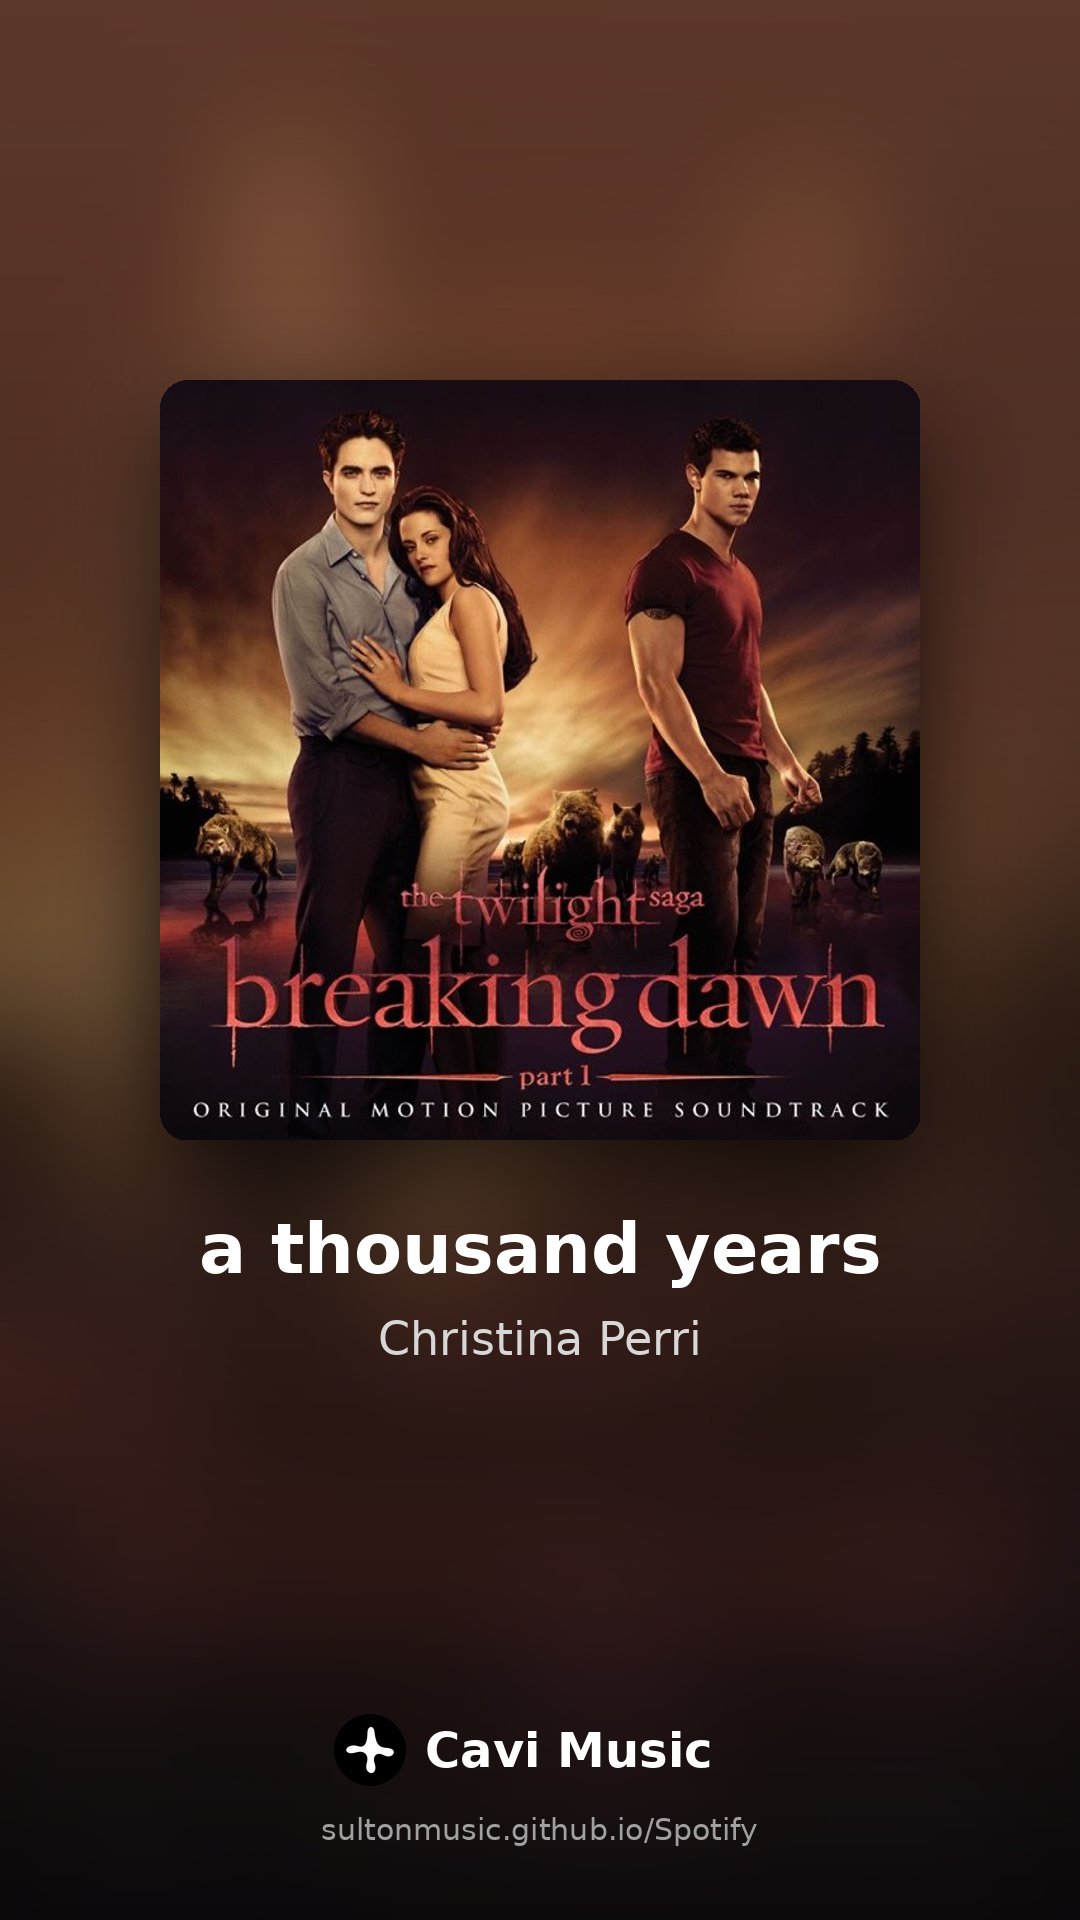 the twilight saga
breaking dawn
part 1
ORIGINAL MOTION PICTURE SOUNDTRACK
a thousand years
Christina Perri
Cavi Music
sultonmusic.github.io/Spotify